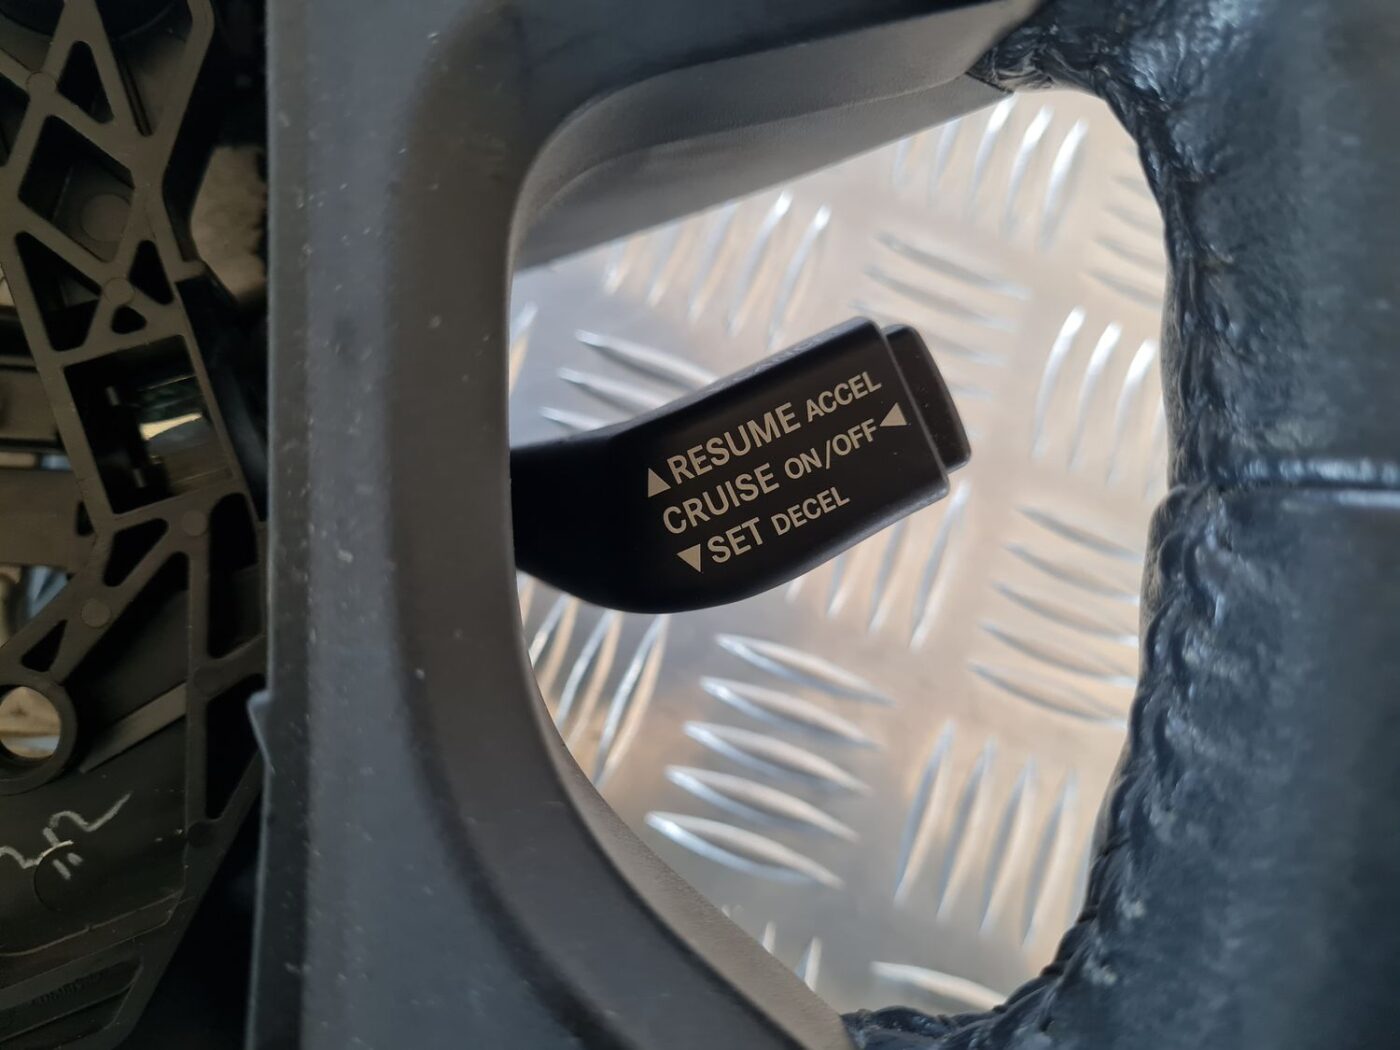 ▲RESUME ACCEL
CRUISE ON/OFF◀
▼SET DECEL